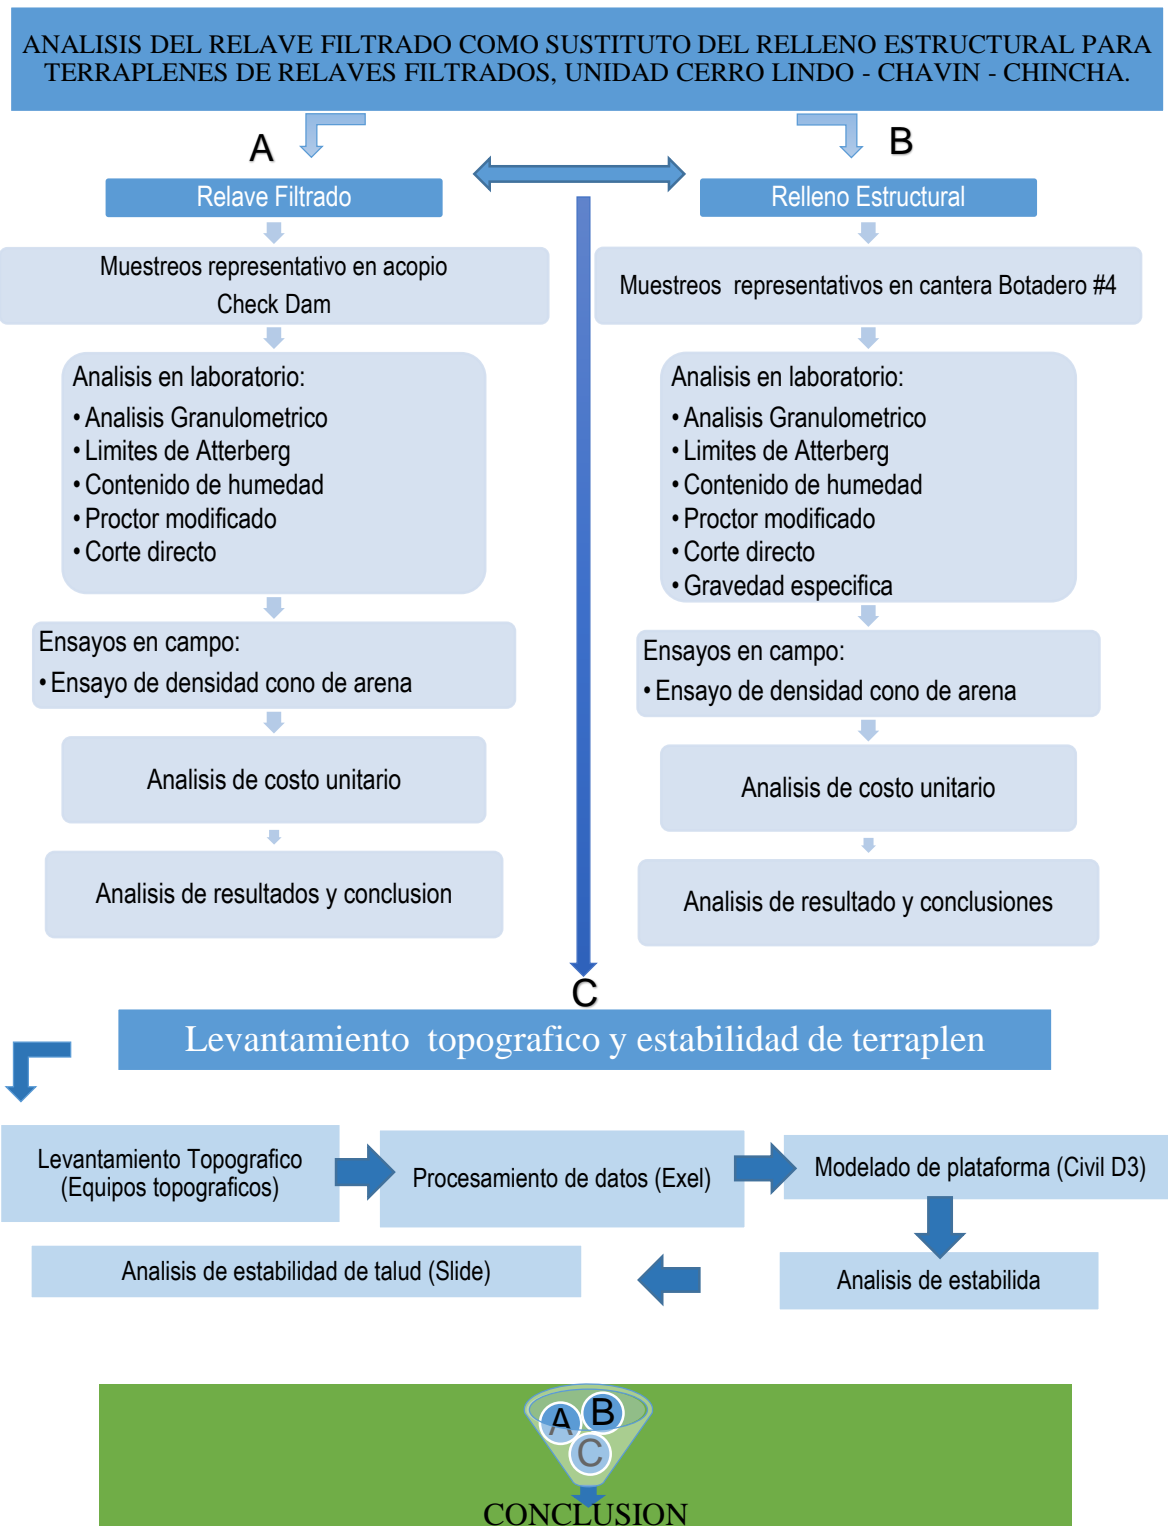 ANALISIS DEL RELAVE FILTRADO COMO SUSTITUTO DEL RELLENO ESTRUCTURAL PARA
TERRAPLENES DE RELAVES FILTRADOS, UNIDAD CERRO LINDO - CHAVIN - CHINCHA.
A
Relave Filtrado
Muestreos representativo en acopio
Check Dam
Analisis en laboratorio:
• Analisis Granulometrico
• Limites de Atterberg
• Contenido de humedad
• Proctor modificado
• Corte directo
Ensayos en campo:
• Ensayo de densidad cono de arena
Analisis de costo unitario
Analisis de resultados y conclusion
B
Relleno Estructural
Muestreos representativos en cantera Botadero #4
Analisis en laboratorio:
• Analisis Granulometrico
• Limites de Atterberg
• Contenido de humedad
• Proctor modificado
• Corte directo
• Gravedad especifica
Ensayos en campo:
• Ensayo de densidad cono de arena
Analisis de costo unitario
Analisis de resultado y conclusiones
C
Levantamiento topografico y estabilidad de terraplen
Levantamiento Topografico
(Equipos topograficos)
Procesamiento de datos (Exel)
Modelado de plataforma (Civil D3)
Analisis de estabilida
Analisis de estabilidad de talud (Slide)
A
B
C
CONCLUSION